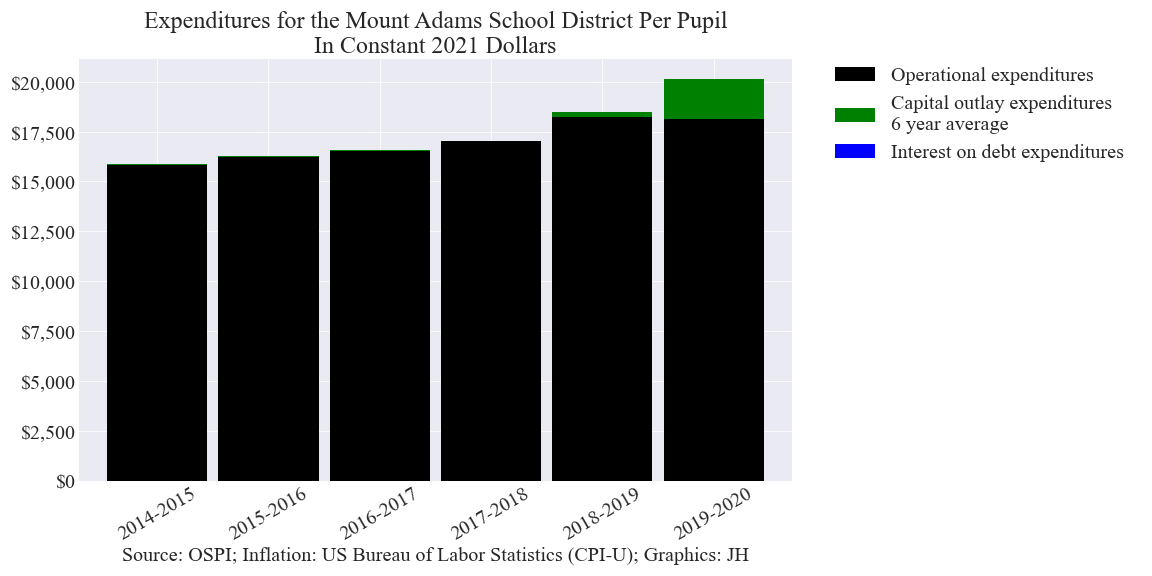 Expenditures for the Mount Adams School District Per Pupil
In Constant 2021 Dollars
$20,000
$17,500
$15,000
$12,500
$10,000
$7,500
$5,000
$2,500
$0
2014-2015
2015-2016
2016-2017
2017-2018
2018-2019
2019-2020
Source: OSPI; Inflation: US Bureau of Labor Statistics (CPI-U); Graphics: JH
Operational expenditures
Capital outlay expenditures
6 year average
Interest on debt expenditures